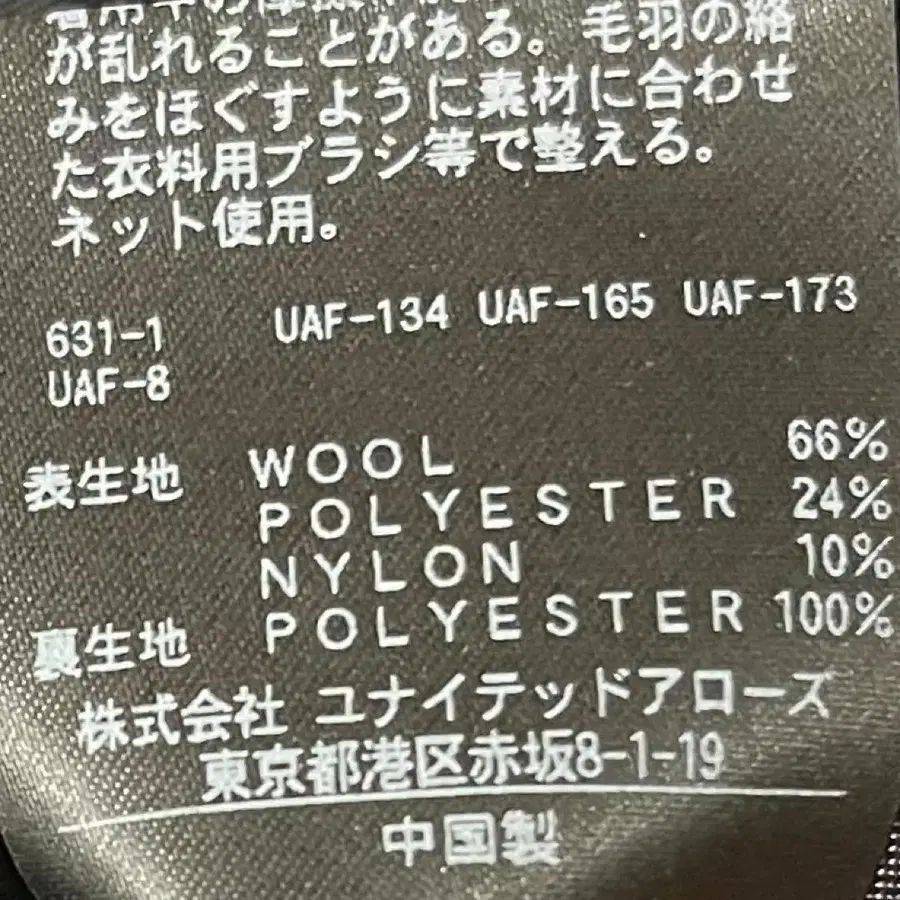 が乱れることがある。毛羽の絡
みをほぐすように素材に合わせ
た衣料用ブラシ等で整える。
ネット使用。
631-1 UAF-134 UAF-165 UAF-173
UAF-8
表生地 WOOL 66%
POLYESTER 24%
NYLON 10%
裏生地 POLYESTER 100%
株式会社 ユナイテッドアローズ
東京都港区赤坂8-1-19
中国製